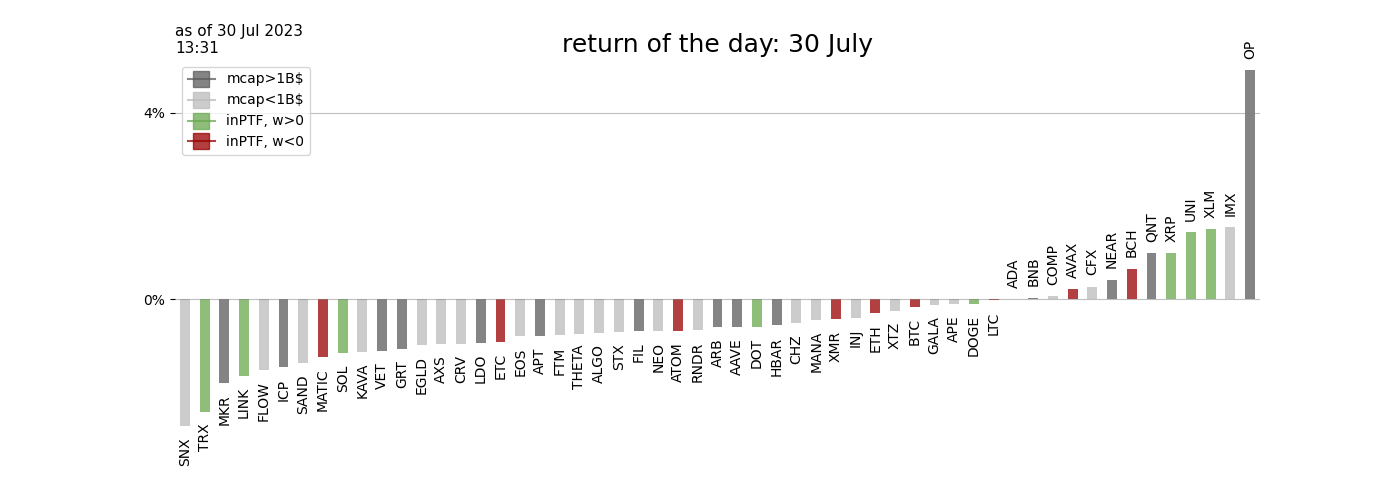 as of 30 Jul 2023
13:31
return of the day: 30 July
mcap>1B$
mcap<1B$
inPTF, w>0
inPTF, w<0
4%
0%
SNX
TRX
MKR
LINK
FLOW
ICP
SAND
MATIC
SOL
KAVA
VET
GRT
EGLD
AXS
CRV
LDO
ETC
EOS
APT
FTM
THETA
ALGO
STX
FIL
NEO
ATOM
RNDR
ARB
AAVE
DOT
HBAR
CHZ
MANA
XMR
INJ
ETH
XTZ
BTC
GALA
APE
DOGE
LTC
ADA
BNB
COMP
AVAX
CFX
NEAR
BCH
QNT
XRP
UNI
XLM
IMX
OP